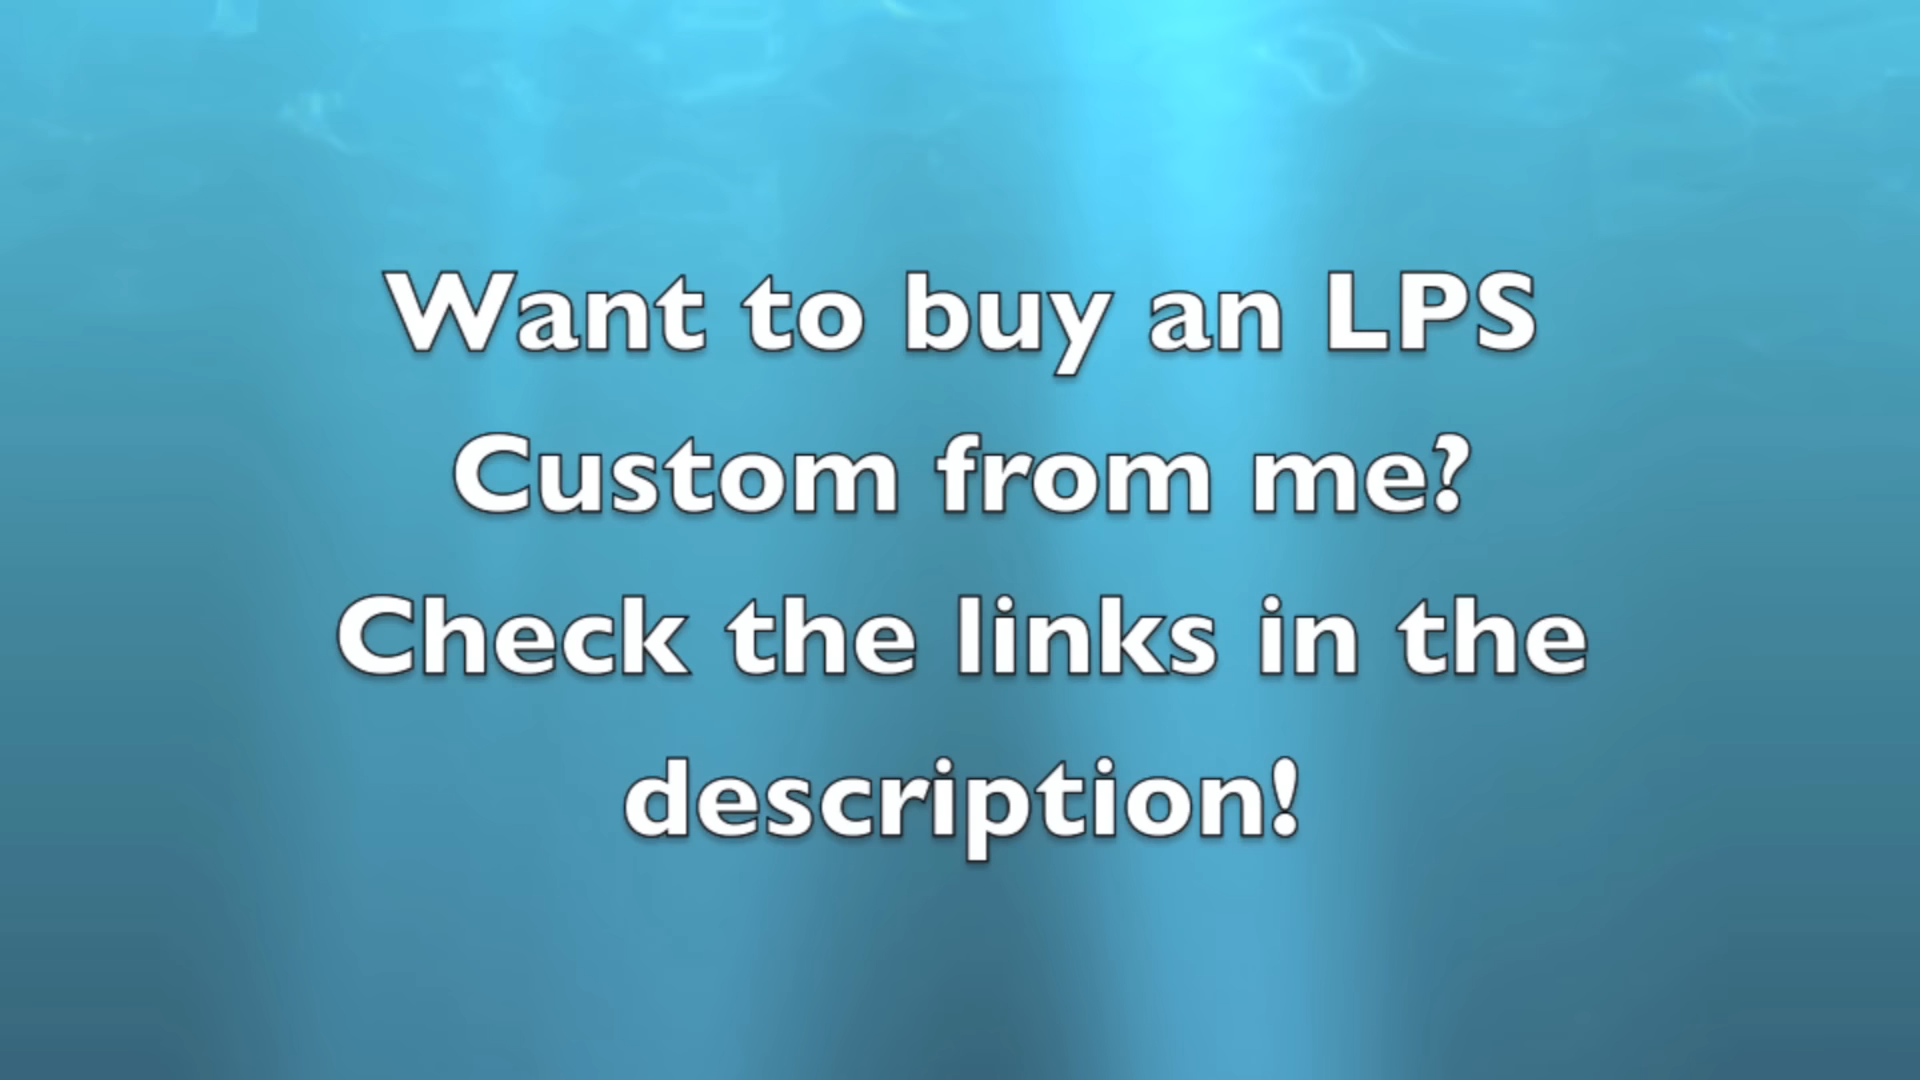 Want to buy an LPS
Custom from me?
Check the links in the
description!